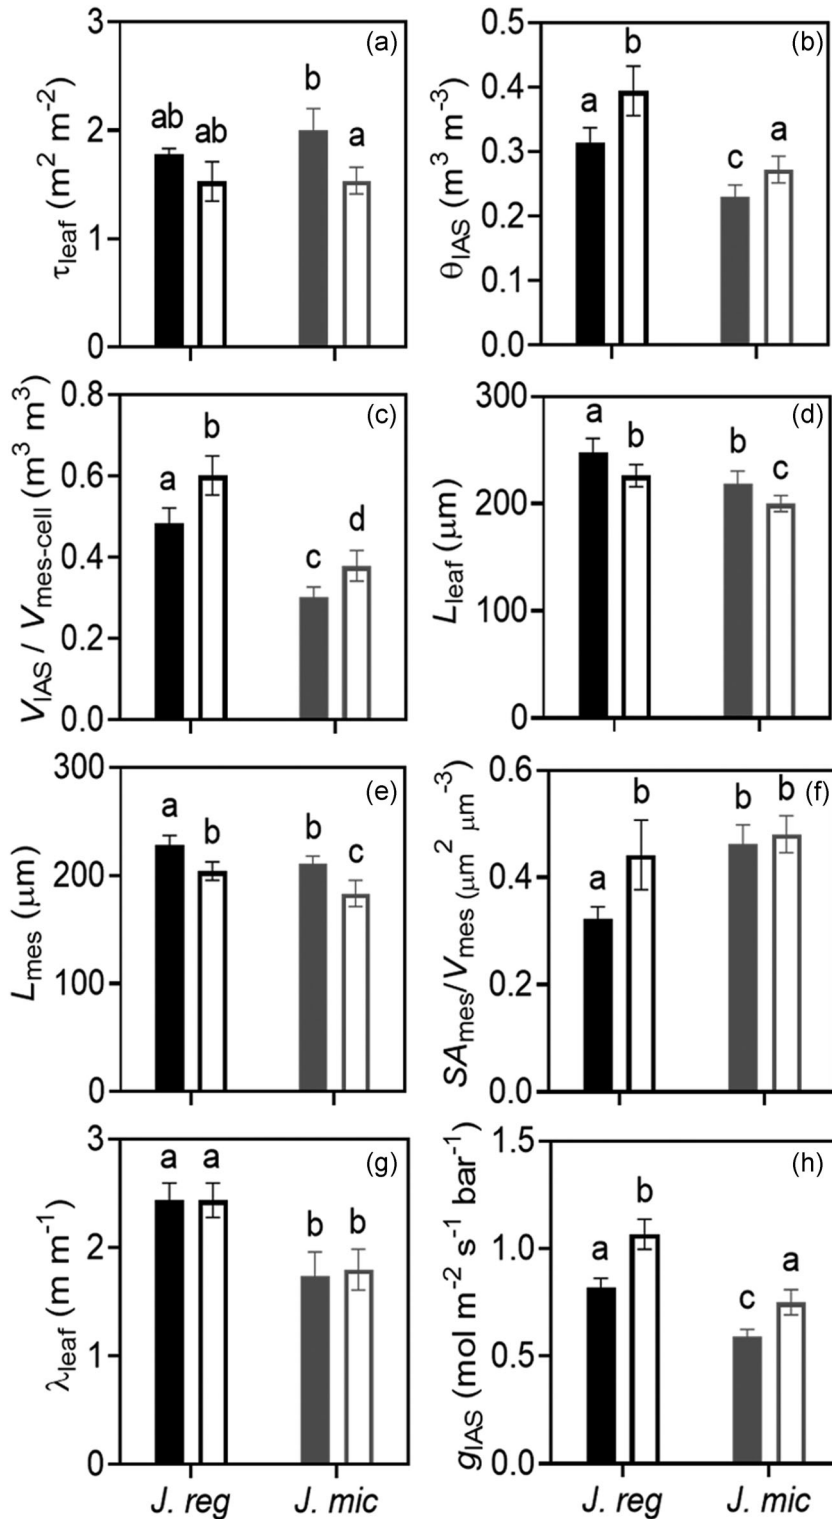 (a)
τleaf (m² m⁻²)
3
2
1
0
ab
ab
b
a
(b)
θIAS (m³ m⁻³)
0.5
0.4
0.3
0.2
0.1
0.0
a
b
c
a
(c)
VIAS / Vmes-cell (m³ m³)
0.8
0.6
0.4
0.2
0.0
a
b
c
d
(d)
Lleaf (μm)
300
200
100
0
a
b
b
c
(e)
Lmes (μm)
300
200
100
0
a
b
b
c
(f)
SAmes/Vmes (μm² μm⁻³)
0.6
0.4
0.2
0.0
a
b
b
b
(g)
λleaf (m m⁻¹)
3
2
1
0
a
a
b
b
J. reg
J. mic
(h)
gIAS (mol m⁻² s⁻¹ bar⁻¹)
1.5
1.0
0.5
0.0
a
b
c
a
J. reg
J. mic